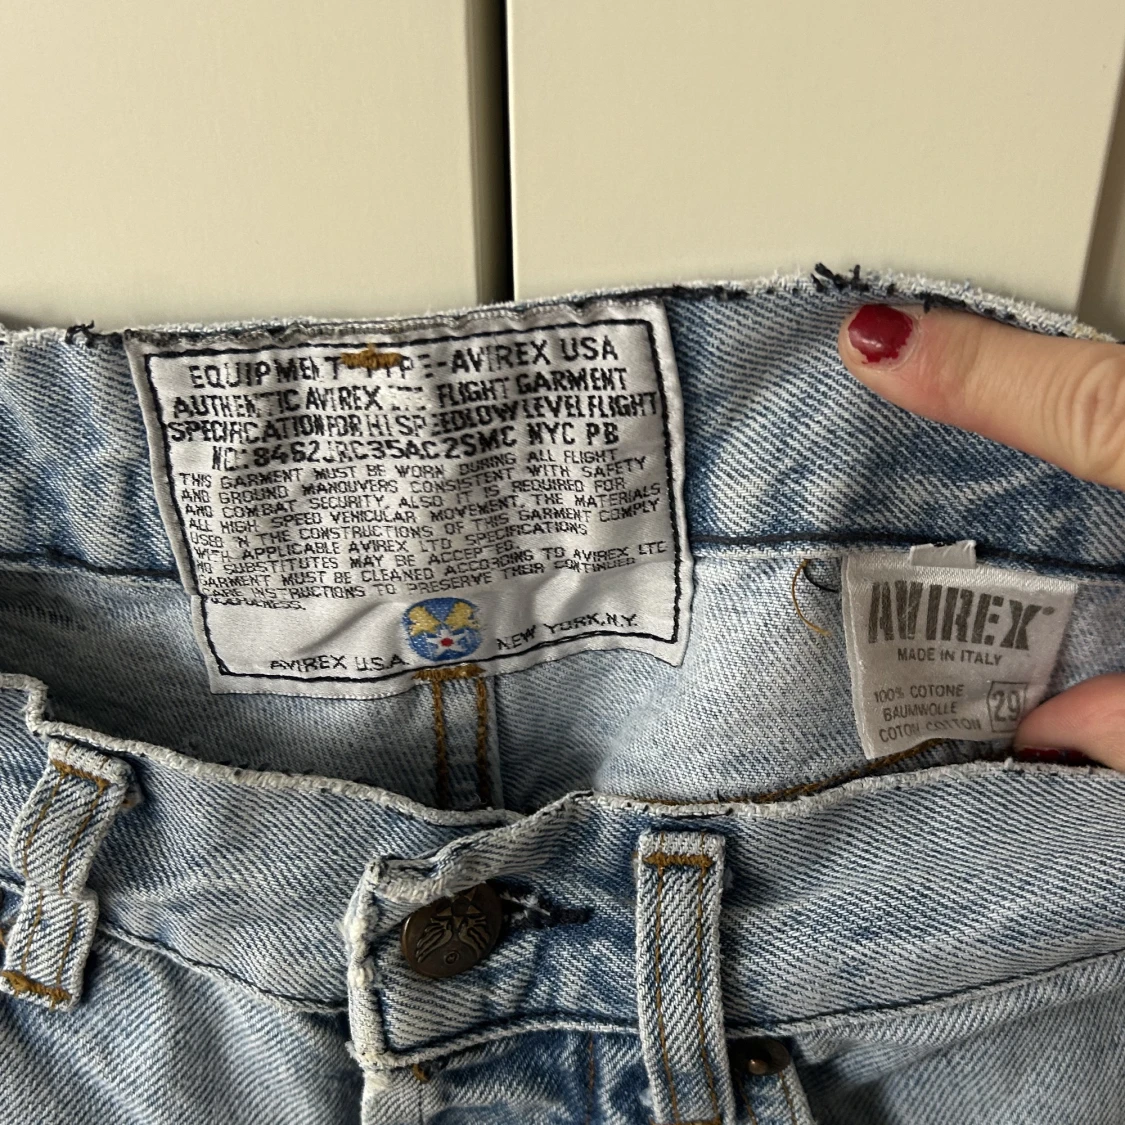 EQUIPMENT TYPE-AVIREX USA
AUTHENTIC AVIREX LTD FLIGHT GARMENT
SPECIFICATION FOR HI SPEED LOW LEVEL FLIGHT
NO: 8462JRC35AC2SMC NYC PB
THIS GARMENT MUST BE WORN DURING ALL FLIGHT
AND GROUND MANOUVERS CONSISTENT WITH SAFETY
AND COMBAT SECURITY. ALSO IT IS REQUIRED FOR
ALL HIGH SPEED VEHICULAR MOVEMENT. THE MATERIALS
USED IN THE CONSTRUCTIONS OF THIS GARMENT COMPLY
WITH APPLICABLE AVIREX LTD SPECIFICATIONS
NO SUBSTITUTES MAY BE ACCEPTED.
GARMENT MUST BE CLEANED ACCORDING TO AVIREX LTD
CARE INSTRUCTIONS TO PRESERVE THEIR CONTINUED
USEFULNESS.
AVIREX U.S.A. NEW YORK, N.Y.
AVIREX
MADE IN ITALY
100% COTONE
BAUMWOLLE
COTON COTTON
29